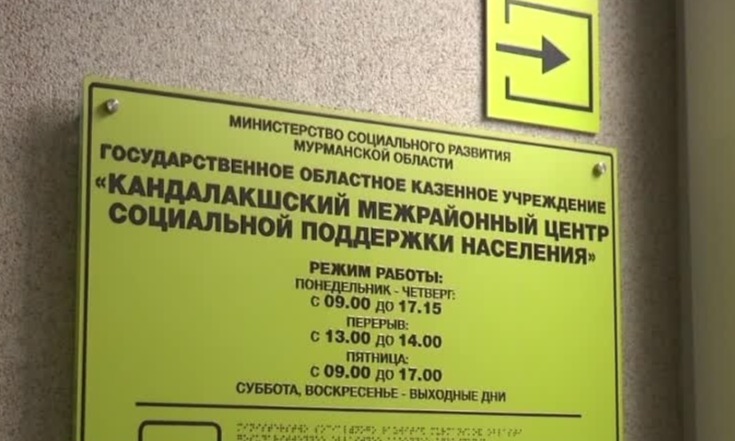 МИНИСТЕРСТВО СОЦИАЛЬНОГО РАЗВИТИЯ
МУРМАНСКОЙ ОБЛАСТИ
ГОСУДАРСТВЕННОЕ ОБЛАСТНОЕ КАЗЕННОЕ УЧРЕЖДЕНИЕ
«КАНДАЛАКШСКИЙ МЕЖРАЙОННЫЙ ЦЕНТР
СОЦИАЛЬНОЙ ПОДДЕРЖКИ НАСЕЛЕНИЯ»
РЕЖИМ РАБОТЫ:
ПОНЕДЕЛЬНИК - ЧЕТВЕРГ:
С 09.00 ДО 17.15
ПЕРЕРЫВ:
С 13.00 ДО 14.00
ПЯТНИЦА:
С 09.00 ДО 17.00
СУББОТА, ВОСКРЕСЕНЬЕ - ВЫХОДНЫЕ ДНИ